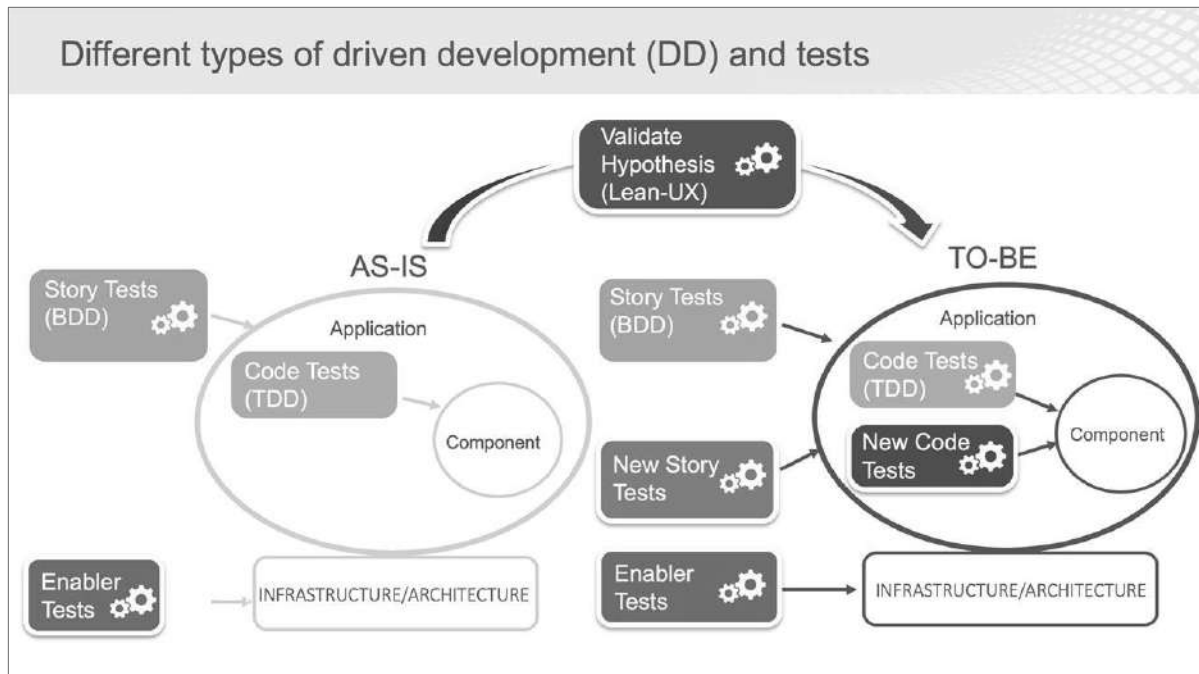 Different types of driven development (DD) and tests
Validate
Hypothesis
(Lean-UX)
AS-IS
Story Tests
(BDD)
Application
Code Tests
(TDD)
Component
Enabler
Tests
INFRASTRUCTURE/ARCHITECTURE
TO-BE
Story Tests
(BDD)
Application
Code Tests
(TDD)
New Code
Tests
Component
New Story
Tests
Enabler
Tests
INFRASTRUCTURE/ARCHITECTURE